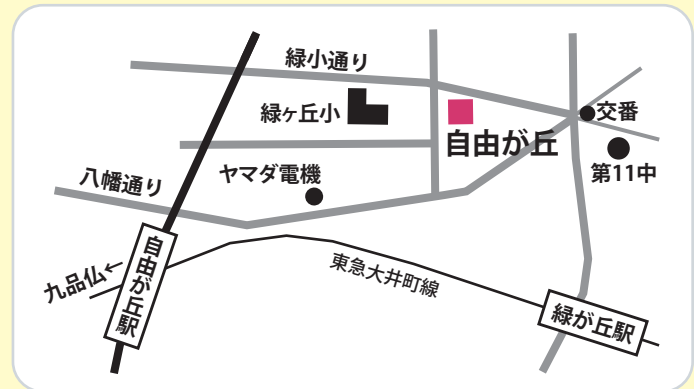 緑小通り
緑ヶ丘小
交番
自由が丘
第11中
ヤマダ電機
八幡通り
九品仏←
自由が丘駅
東急大井町線
緑が丘駅